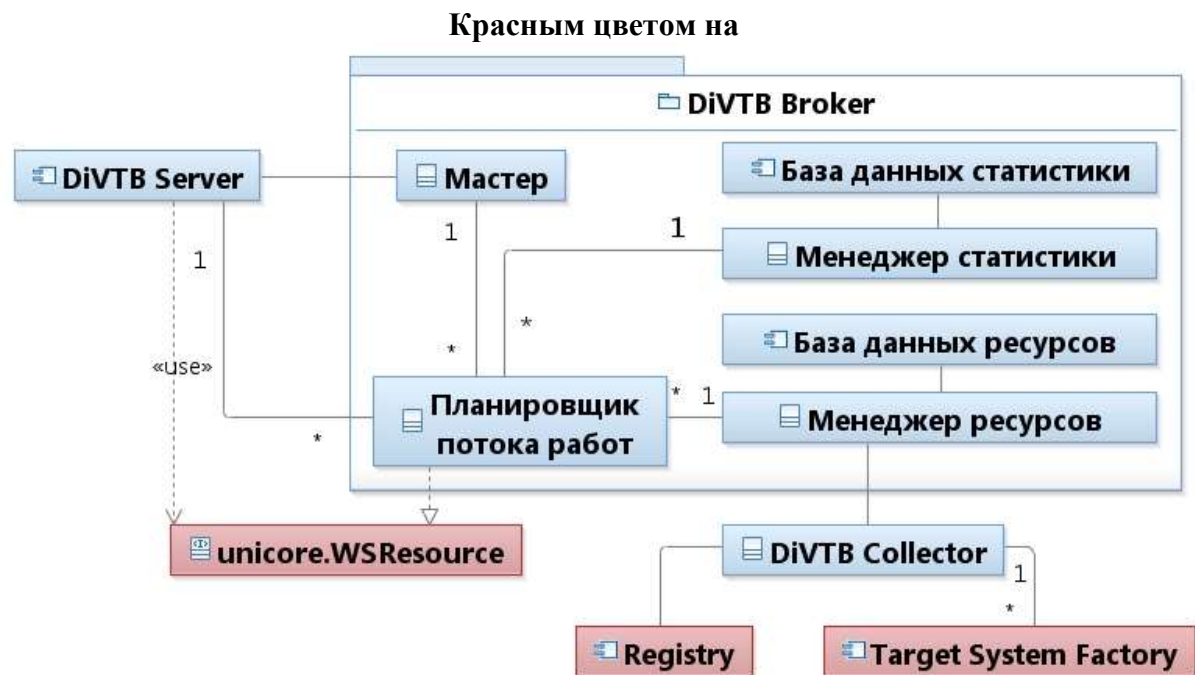 Красным цветом на
DiVTB Broker
DiVTB Server
Мастер
База данных статистики
1
1
1
Менеджер статистики
*
База данных ресурсов
*
«use»
*
1
Планировщик
потока работ
Менеджер ресурсов
*
unicore.WSResource
DiVTB Collector
1
*
Registry
Target System Factory